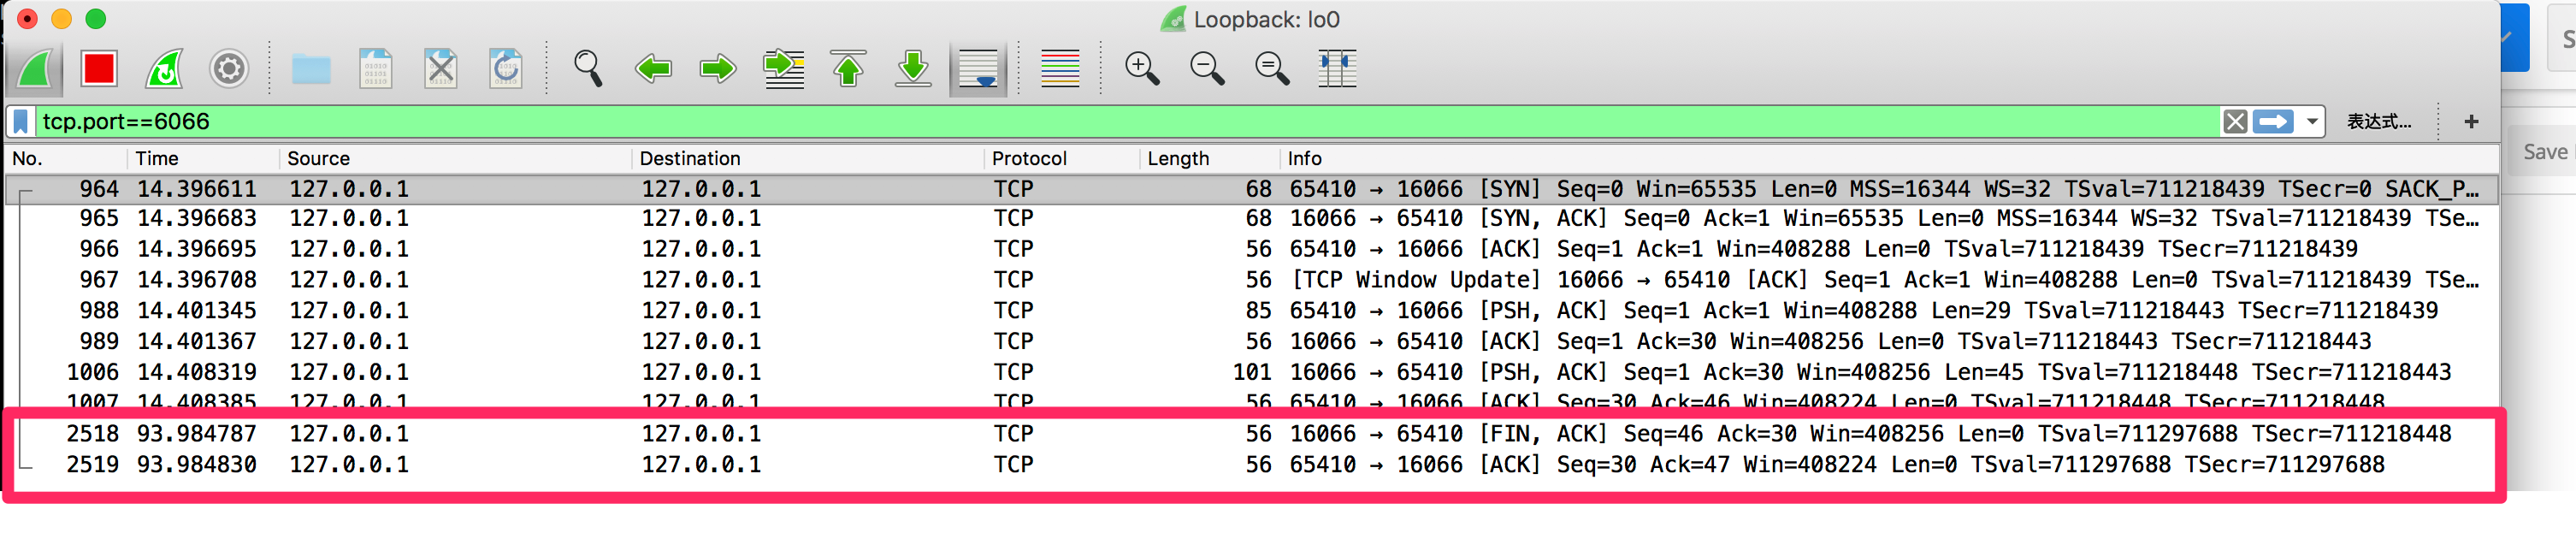 Loopback: lo0
S
tcp.port==6066 表达式... +
Save
No. Time Source Destination Protocol Length Info
964 14.396611 127.0.0.1 127.0.0.1 TCP 68 65410 → 16066 [SYN] Seq=0 Win=65535 Len=0 MSS=16344 WS=32 TSval=711218439 TSecr=0 SACK_P…
965 14.396683 127.0.0.1 127.0.0.1 TCP 68 16066 → 65410 [SYN, ACK] Seq=0 Ack=1 Win=65535 Len=0 MSS=16344 WS=32 TSval=711218439 TSe…
966 14.396695 127.0.0.1 127.0.0.1 TCP 56 65410 → 16066 [ACK] Seq=1 Ack=1 Win=408288 Len=0 TSval=711218439 TSecr=711218439
967 14.396708 127.0.0.1 127.0.0.1 TCP 56 [TCP Window Update] 16066 → 65410 [ACK] Seq=1 Ack=1 Win=408288 Len=0 TSval=711218439 TSe…
988 14.401345 127.0.0.1 127.0.0.1 TCP 85 65410 → 16066 [PSH, ACK] Seq=1 Ack=1 Win=408288 Len=29 TSval=711218443 TSecr=711218439
989 14.401367 127.0.0.1 127.0.0.1 TCP 56 16066 → 65410 [ACK] Seq=1 Ack=30 Win=408256 Len=0 TSval=711218443 TSecr=711218443
1006 14.408319 127.0.0.1 127.0.0.1 TCP 101 16066 → 65410 [PSH, ACK] Seq=1 Ack=30 Win=408256 Len=45 TSval=711218448 TSecr=711218443
1007 14.408385 127.0.0.1 127.0.0.1 TCP 56 65410 → 16066 [ACK] Seq=30 Ack=46 Win=408224 Len=0 TSval=711218448 TSecr=711218448
2518 93.984787 127.0.0.1 127.0.0.1 TCP 56 16066 → 65410 [FIN, ACK] Seq=46 Ack=30 Win=408256 Len=0 TSval=711297688 TSecr=711218448
2519 93.984830 127.0.0.1 127.0.0.1 TCP 56 65410 → 16066 [ACK] Seq=30 Ack=47 Win=408224 Len=0 TSval=711297688 TSecr=711297688